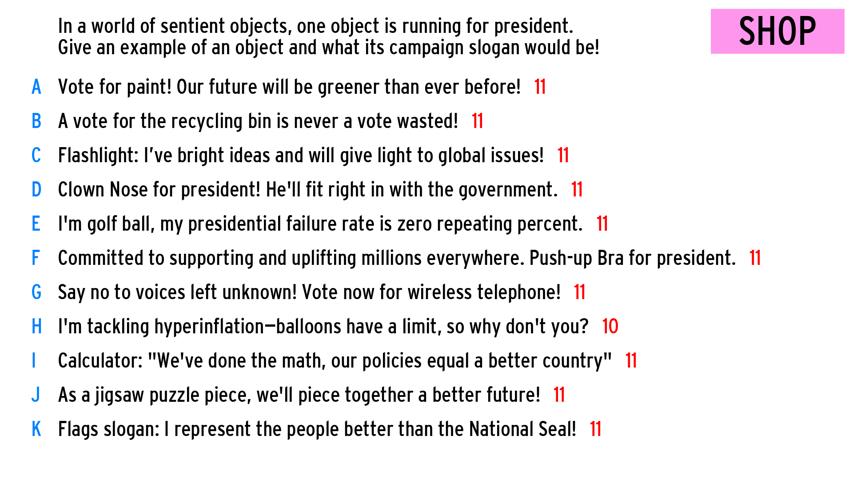 In a world of sentient objects, one object is running for president.
Give an example of an object and what its campaign slogan would be!
SHOP
A Vote for paint! Our future will be greener than ever before! 11
B A vote for the recycling bin is never a vote wasted! 11
C Flashlight: I've bright ideas and will give light to global issues! 11
D Clown Nose for president! He'll fit right in with the government. 11
E I'm golf ball, my presidential failure rate is zero repeating percent. 11
F Committed to supporting and uplifting millions everywhere. Push-up Bra for president. 11
G Say no to voices left unknown! Vote now for wireless telephone! 11
H I'm tackling hyperinflation—balloons have a limit, so why don't you? 10
I Calculator: "We've done the math, our policies equal a better country" 11
J As a jigsaw puzzle piece, we'll piece together a better future! 11
K Flags slogan: I represent the people better than the National Seal! 11